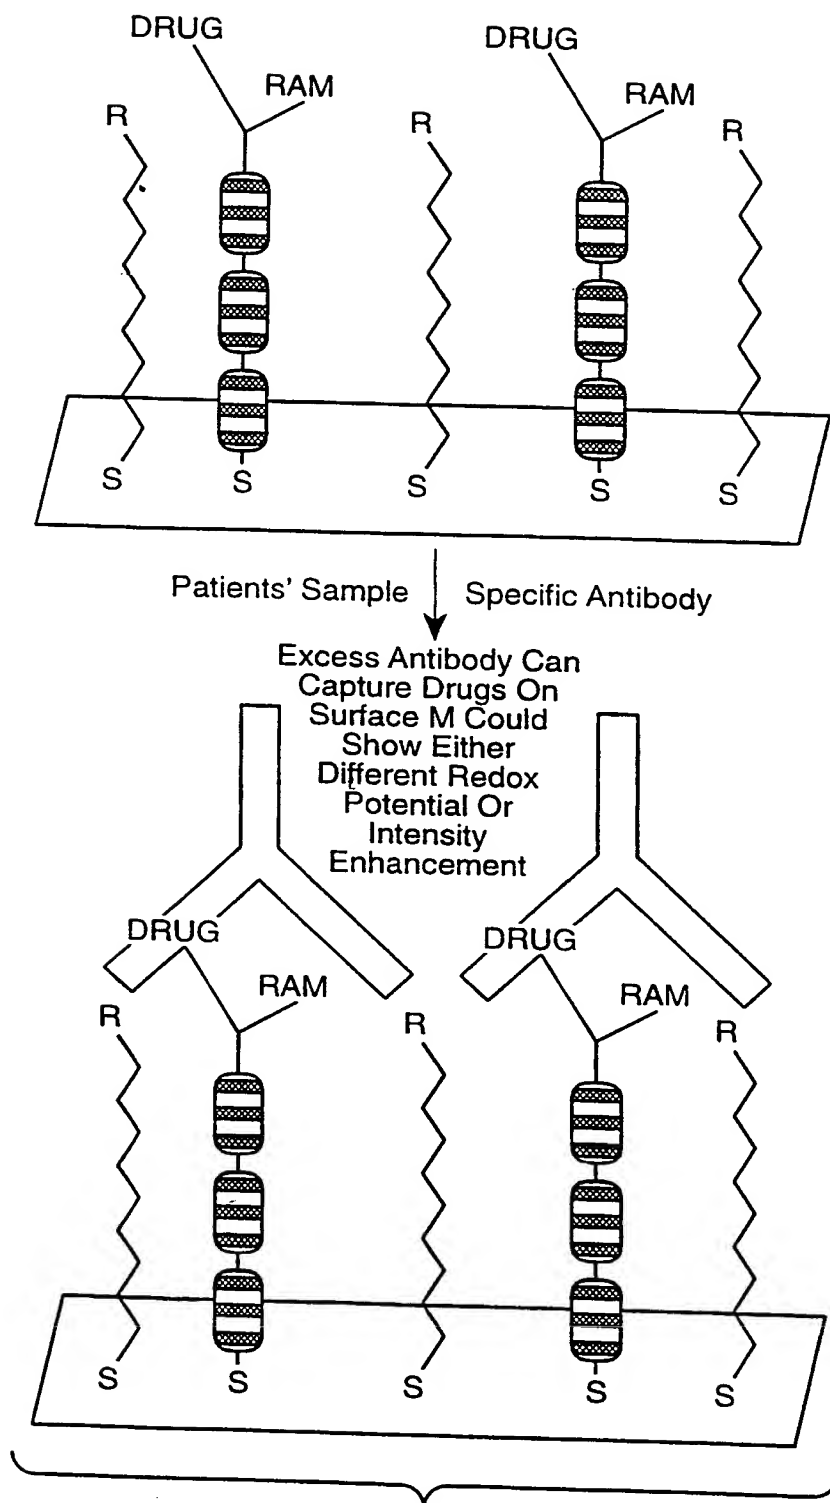 DRUG
DRUG
RAM
RAM
R
R
R
S
S
S
S
S
Patients' Sample
Specific Antibody
Excess Antibody Can
Capture Drugs On
Surface M Could
Show Either
Different Redox
Potential Or
Intensity
Enhancement
DRUG
DRUG
RAM
RAM
R
R
R
S
S
S
S
S